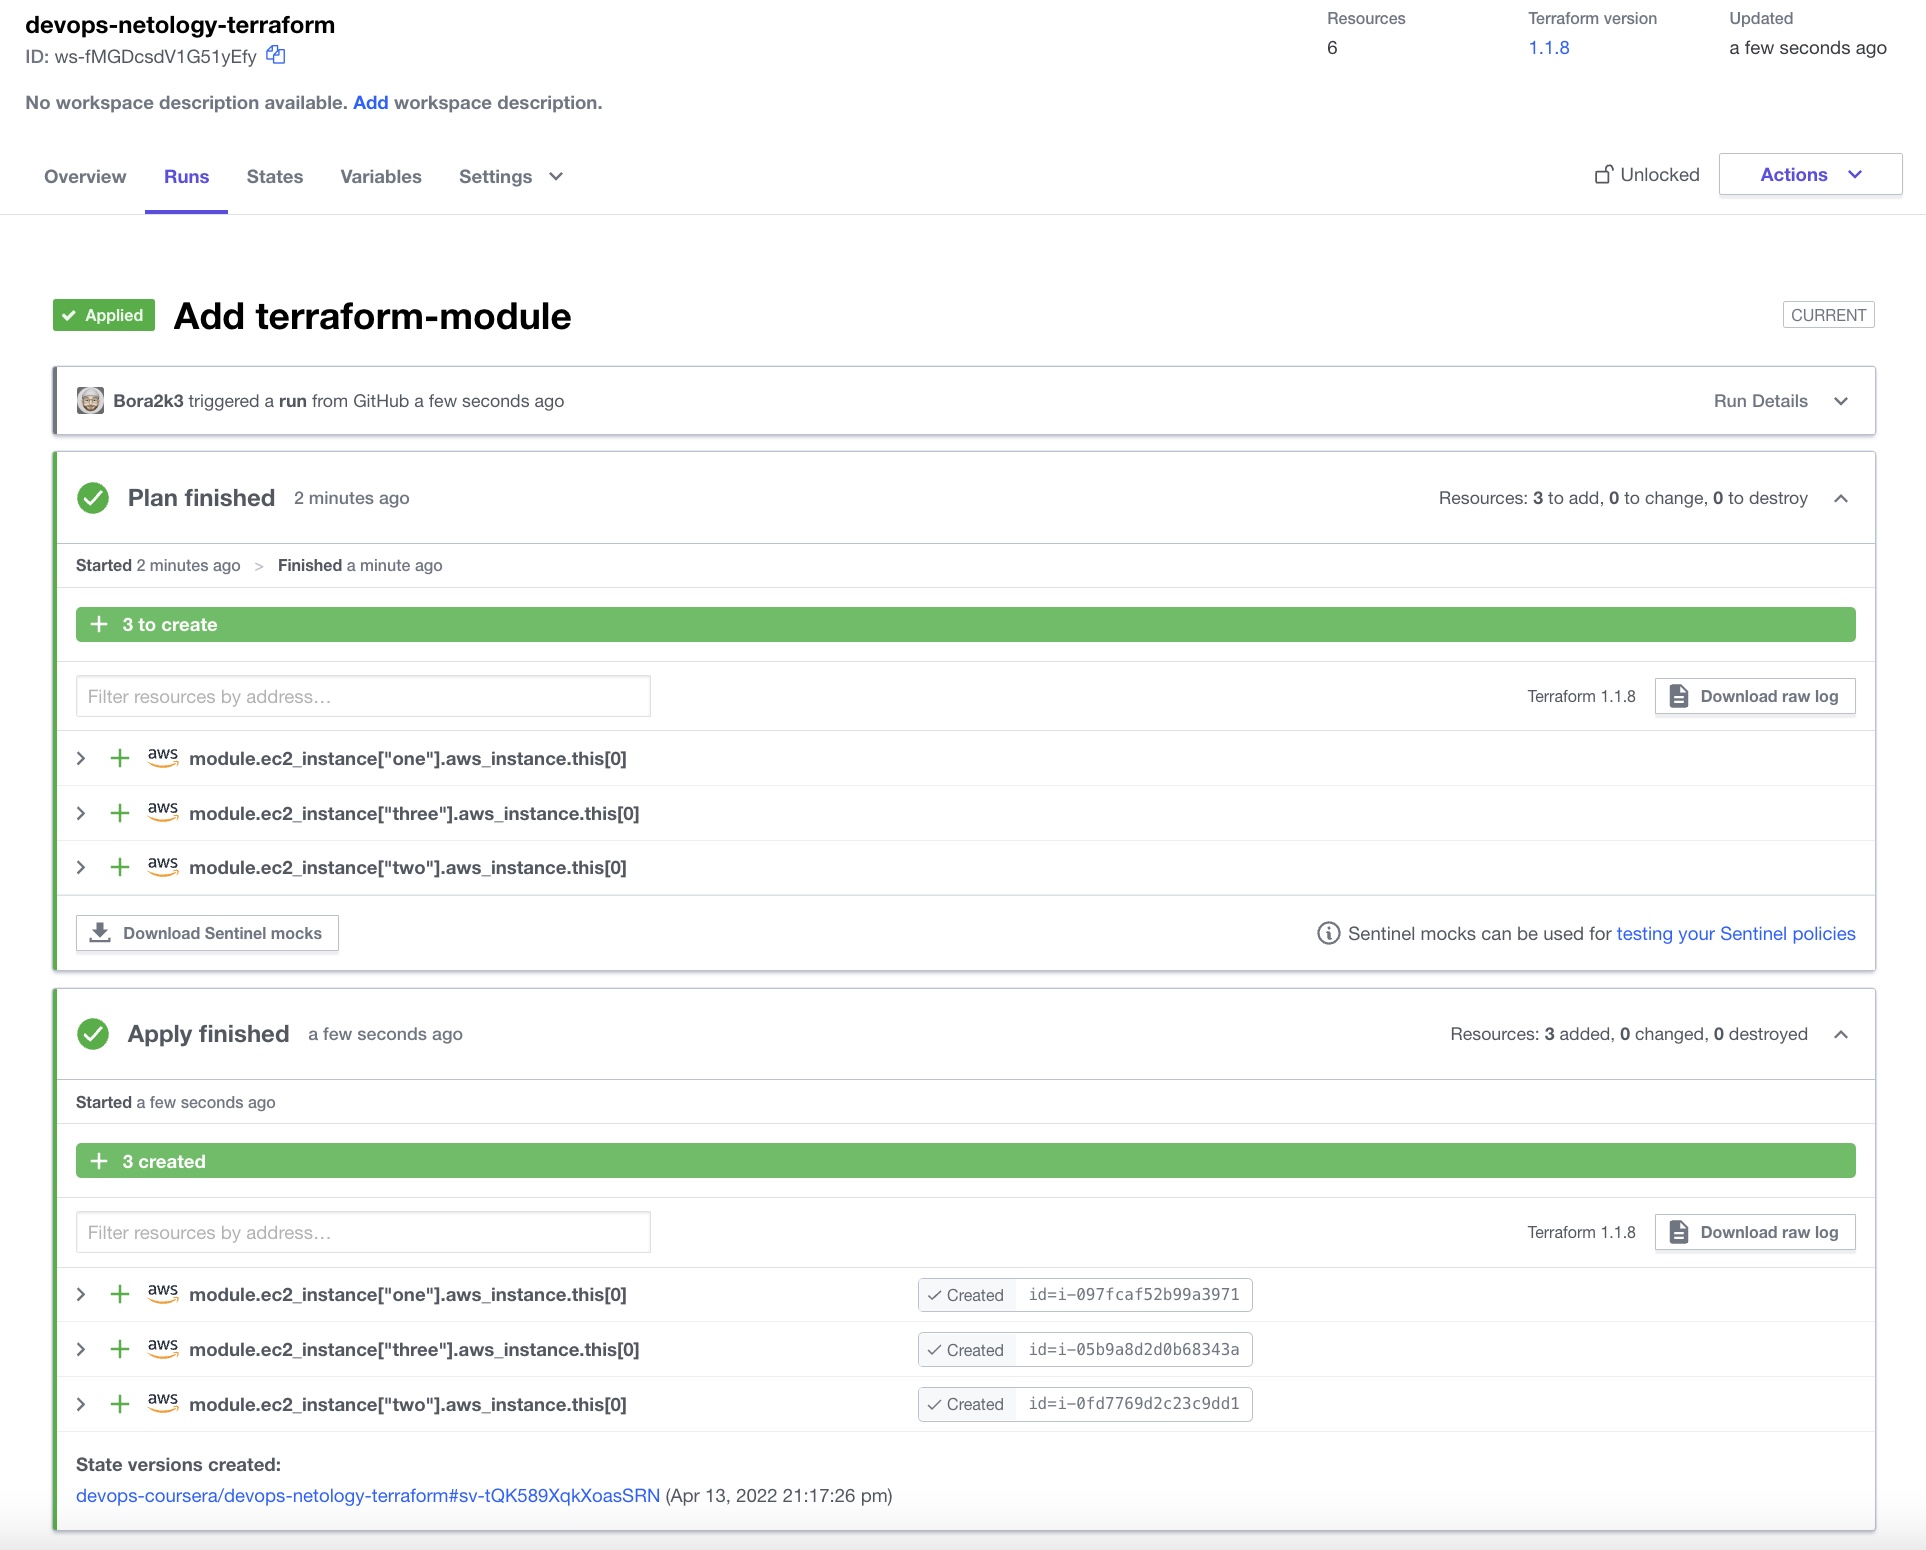 devops-netology-terraform
Resources
Terraform version
Updated
ID: ws-fMGDcsdV1G51yEfy
6
1.1.8
a few seconds ago
No workspace description available. Add workspace description.
Overview
Runs
States
Variables
Settings
Unlocked
Actions
Applied
Add terraform-module
CURRENT
Bora2k3 triggered a run from GitHub a few seconds ago
Run Details
Plan finished
2 minutes ago
Resources: 3 to add, 0 to change, 0 to destroy
Started 2 minutes ago > Finished a minute ago
3 to create
Filter resources by address...
Terraform 1.1.8
Download raw log
aws module.ec2_instance["one"].aws_instance.this[0]
aws module.ec2_instance["three"].aws_instance.this[0]
aws module.ec2_instance["two"].aws_instance.this[0]
Download Sentinel mocks
Sentinel mocks can be used for testing your Sentinel policies
Apply finished
a few seconds ago
Resources: 3 added, 0 changed, 0 destroyed
Started a few seconds ago
3 created
Filter resources by address...
Terraform 1.1.8
Download raw log
aws module.ec2_instance["one"].aws_instance.this[0]
Created id=i-097fcaf52b99a3971
aws module.ec2_instance["three"].aws_instance.this[0]
Created id=i-05b9a8d2d0b68343a
aws module.ec2_instance["two"].aws_instance.this[0]
Created id=i-0fd7769d2c23c9dd1
State versions created:
devops-coursera/devops-netology-terraform#sv-tQK589XqkXoasSRN (Apr 13, 2022 21:17:26 pm)